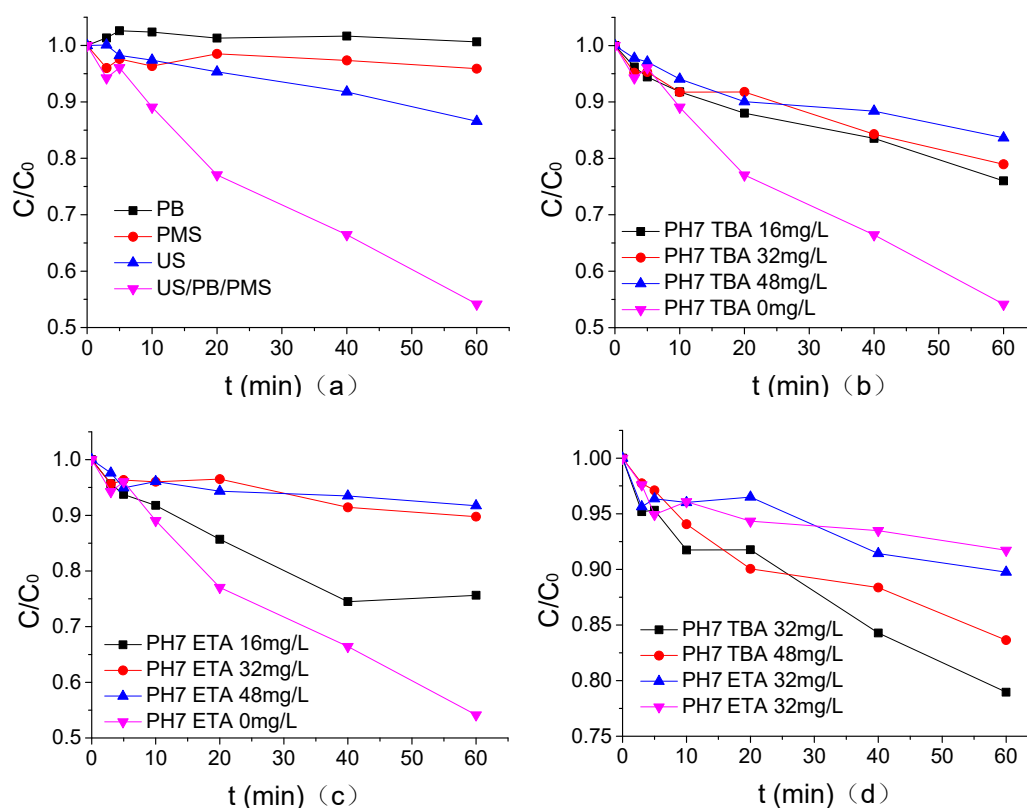 1.0
0.9
0.8
0.7
0.6
0.5
C/C₀
PB
PMS
US
US/PB/PMS
0 10 20 30 40 50 60
t (min)（a）
1.0
0.9
0.8
0.7
0.6
0.5
C/C₀
PH7 TBA 16mg/L
PH7 TBA 32mg/L
PH7 TBA 48mg/L
PH7 TBA 0mg/L
0 10 20 30 40 50 60
t (min)（b）
1.0
0.9
0.8
0.7
0.6
0.5
C/C₀
PH7 ETA 16mg/L
PH7 ETA 32mg/L
PH7 ETA 48mg/L
PH7 ETA 0mg/L
0 10 20 30 40 50 60
t (min)（c）
1.00
0.95
0.90
0.85
0.80
0.75
C/C₀
PH7 TBA 32mg/L
PH7 TBA 48mg/L
PH7 ETA 32mg/L
PH7 ETA 32mg/L
0 10 20 30 40 50 60
t (min)（d）